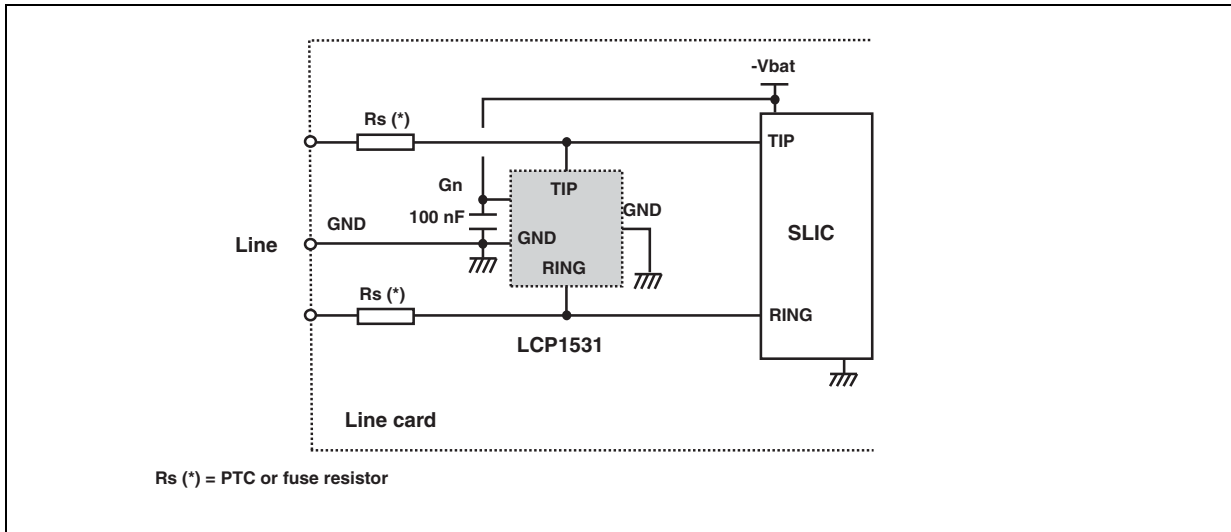 -Vbat
Rs (*)
TIP
Gn
TIP
100 nF
GND
GND
GND
SLIC
Line
RING
Rs (*)
RING
LCP1531
Line card
Rs (*) = PTC or fuse resistor